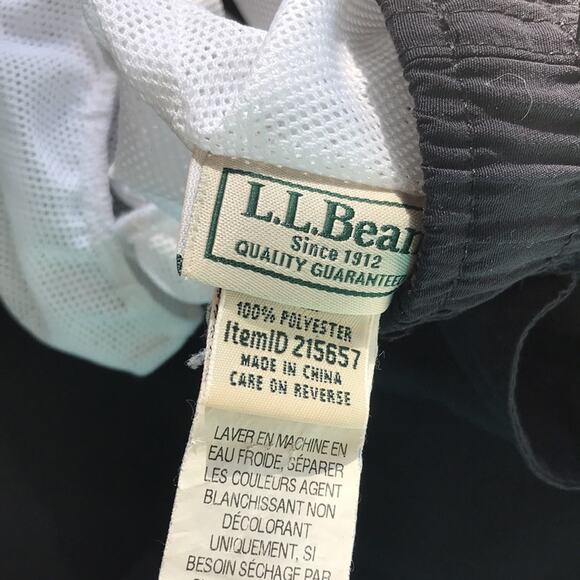 L.L.Bean
Since 1912
QUALITY GUARANTEED
100% POLYESTER
ItemID 215657
MADE IN CHINA
CARE ON REVERSE
LAVER EN MACHINE EN
EAU FROIDE, SÉPARER
LES COULEURS AGENT
BLANCHISSANT NON
DÉCOLORANT
UNIQUEMENT, SI
BESOIN SÉCHAGE PAR